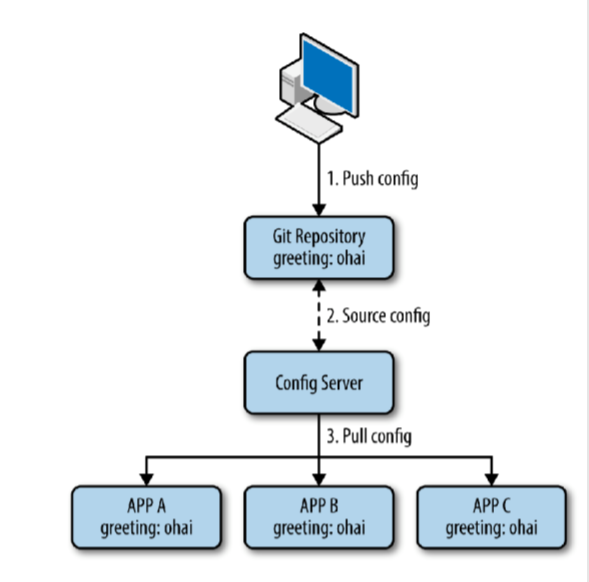 1. Push config
Git Repository
greeting: ohai
2. Source config
Config Server
3. Pull config
APP A
greeting: ohai
APP B
greeting: ohai
APP C
greeting: ohai